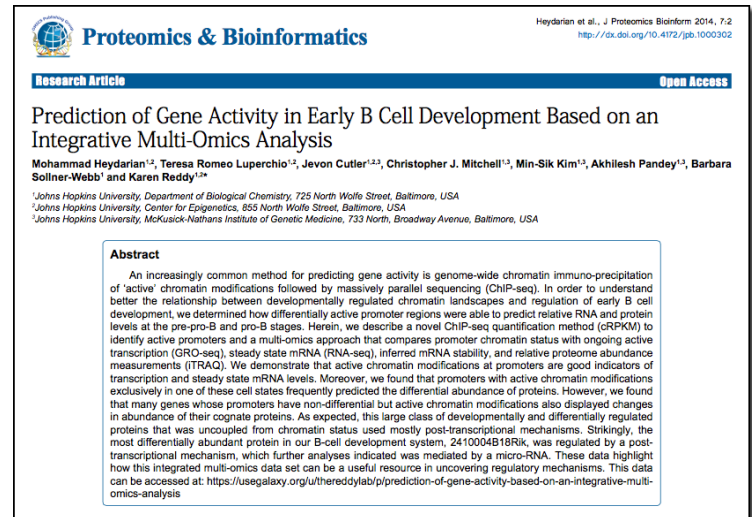 Proteomics & Bioinformatics
Heydarian et al., J Proteomics Bioinform 2014, 7:2
http://dx.doi.org/10.4172/jpb.1000302
Research Article
Open Access
Prediction of Gene Activity in Early B Cell Development Based on an
Integrative Multi-Omics Analysis
Mohammad Heydarian1,2, Teresa Romeo Luperchio1,2, Jevon Cutler1,2,3, Christopher J. Mitchell1,3, Min-Sik Kim1,3, Akhilesh Pandey1,3, Barbara
Sollner-Webb1 and Karen Reddy1,2*
1Johns Hopkins University, Department of Biological Chemistry, 725 North Wolfe Street, Baltimore, USA
2Johns Hopkins University, Center for Epigenetics, 855 North Wolfe Street, Baltimore, USA
3Johns Hopkins University, McKusick-Nathans Institute of Genetic Medicine, 733 North, Broadway Avenue, Baltimore, USA
Abstract
An increasingly common method for predicting gene activity is genome-wide chromatin immuno-precipitation
of 'active' chromatin modifications followed by massively parallel sequencing (ChIP-seq). In order to understand
better the relationship between developmentally regulated chromatin landscapes and regulation of early B cell
development, we determined how differentially active promoter regions were able to predict relative RNA and protein
levels at the pre-pro-B and pro-B stages. Herein, we describe a novel ChIP-seq quantification method (cRPKM) to
identify active promoters and a multi-omics approach that compares promoter chromatin status with ongoing active
transcription (GRO-seq), steady state mRNA (RNA-seq), inferred mRNA stability, and relative proteome abundance
measurements (iTRAQ). We demonstrate that active chromatin modifications at promoters are good indicators of
transcription and steady state mRNA levels. Moreover, we found that promoters with active chromatin modifications
exclusively in one of these cell states frequently predicted the differential abundance of proteins. However, we found
that many genes whose promoters have non-differential but active chromatin modifications also displayed changes
in abundance of their cognate proteins. As expected, this large class of developmentally and differentially regulated
proteins that was uncoupled from chromatin status used mostly post-transcriptional mechanisms. Strikingly, the
most differentially abundant protein in our B-cell development system, 2410004B18Rik, was regulated by a post-
transcriptional mechanism, which further analyses indicated was mediated by a micro-RNA. These data highlight
how this integrated multi-omics data set can be a useful resource in uncovering regulatory mechanisms. This data
can be accessed at: https://usegalaxy.org/u/thereddylab/p/prediction-of-gene-activity-based-on-an-integrative-multi-
omics-analysis